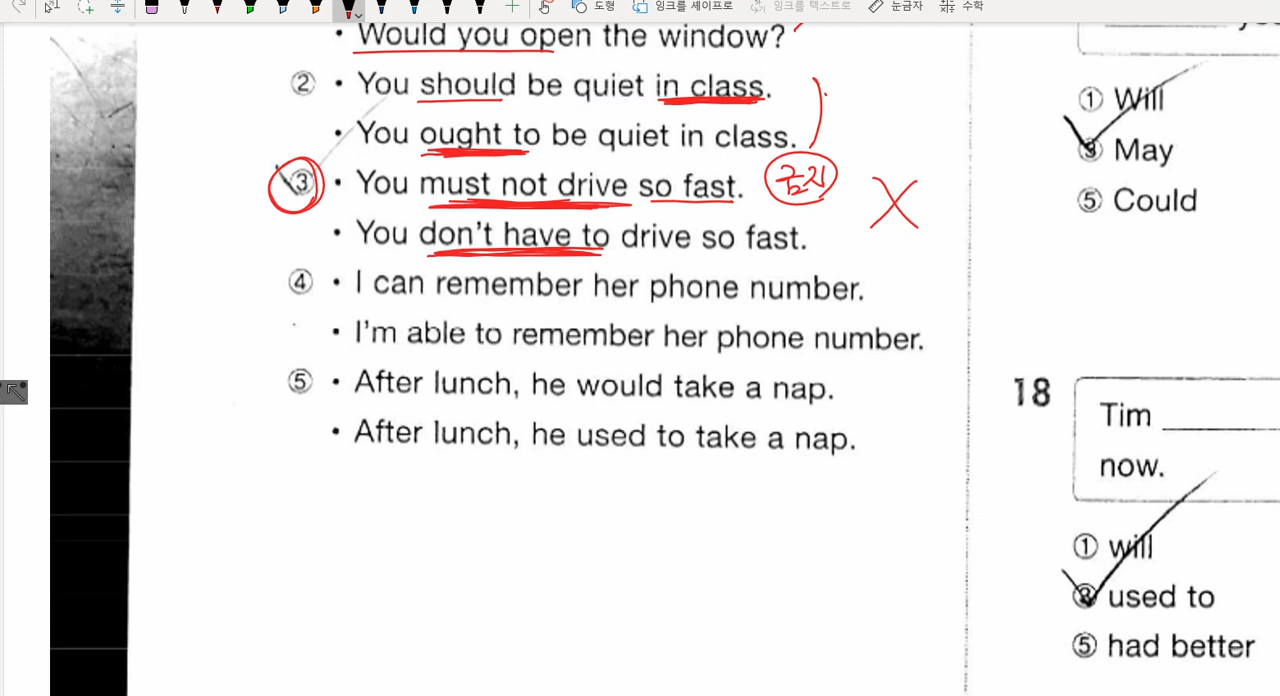 도형 잉크를 셰이프로 잉크를 텍스트로 눈금자 수학
• Would you open the window?
② • You should be quiet in class.
• You ought to be quiet in class.
③ • You must not drive so fast. 금지
• You don't have to drive so fast.
④ • I can remember her phone number.
• I'm able to remember her phone number.
⑤ • After lunch, he would take a nap.
• After lunch, he used to take a nap.
① Will
③ May
⑤ Could
18
Tim
now.
① will
③ used to
⑤ had better